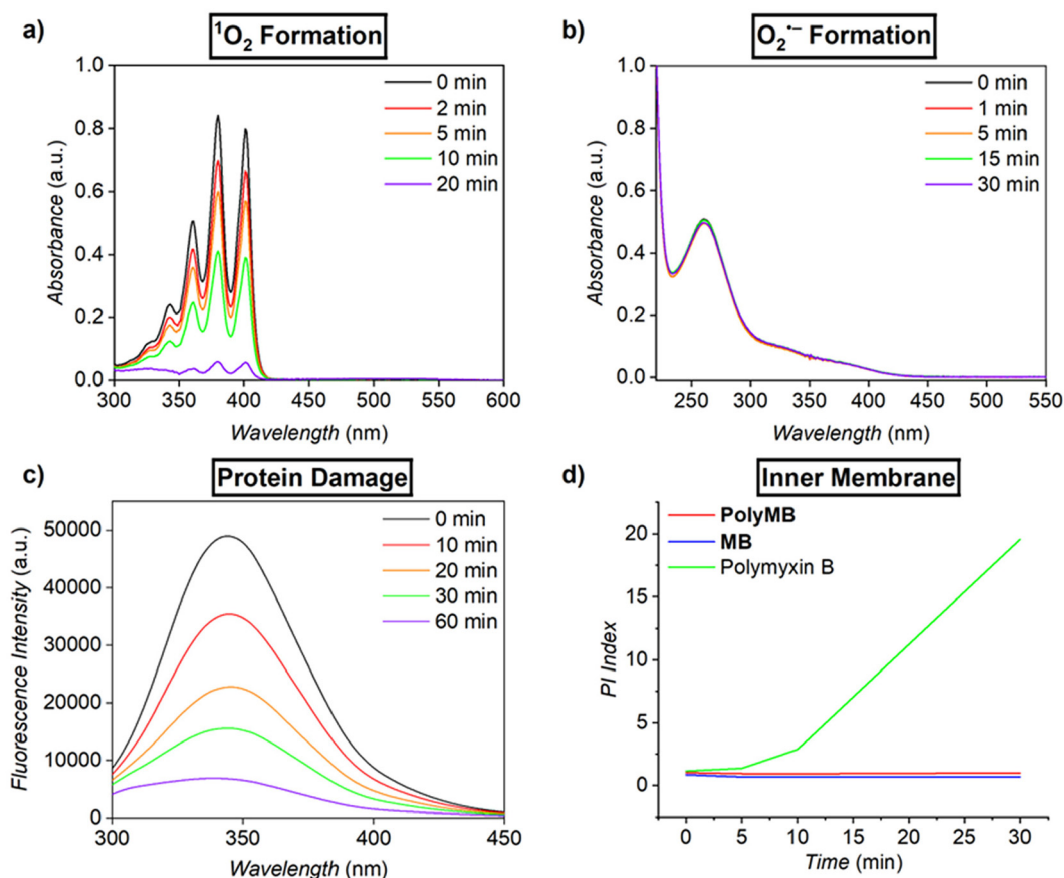 a)
¹O₂ Formation
Absorbance (a.u.)
1.0
0.8
0.6
0.4
0.2
0.0
0 min
2 min
5 min
10 min
20 min
300 350 400 450 500 550 600
Wavelength (nm)
b)
O₂•− Formation
Absorbance (a.u.)
1.0
0.8
0.6
0.4
0.2
0.0
0 min
1 min
5 min
15 min
30 min
250 300 350 400 450 500 550
Wavelength (nm)
c)
Protein Damage
Fluorescence Intensity (a.u.)
50000
40000
30000
20000
10000
0
0 min
10 min
20 min
30 min
60 min
300 350 400 450
Wavelength (nm)
d)
Inner Membrane
PI Index
20
15
10
5
0
PolyMB
MB
Polymyxin B
0 5 10 15 20 25 30
Time (min)